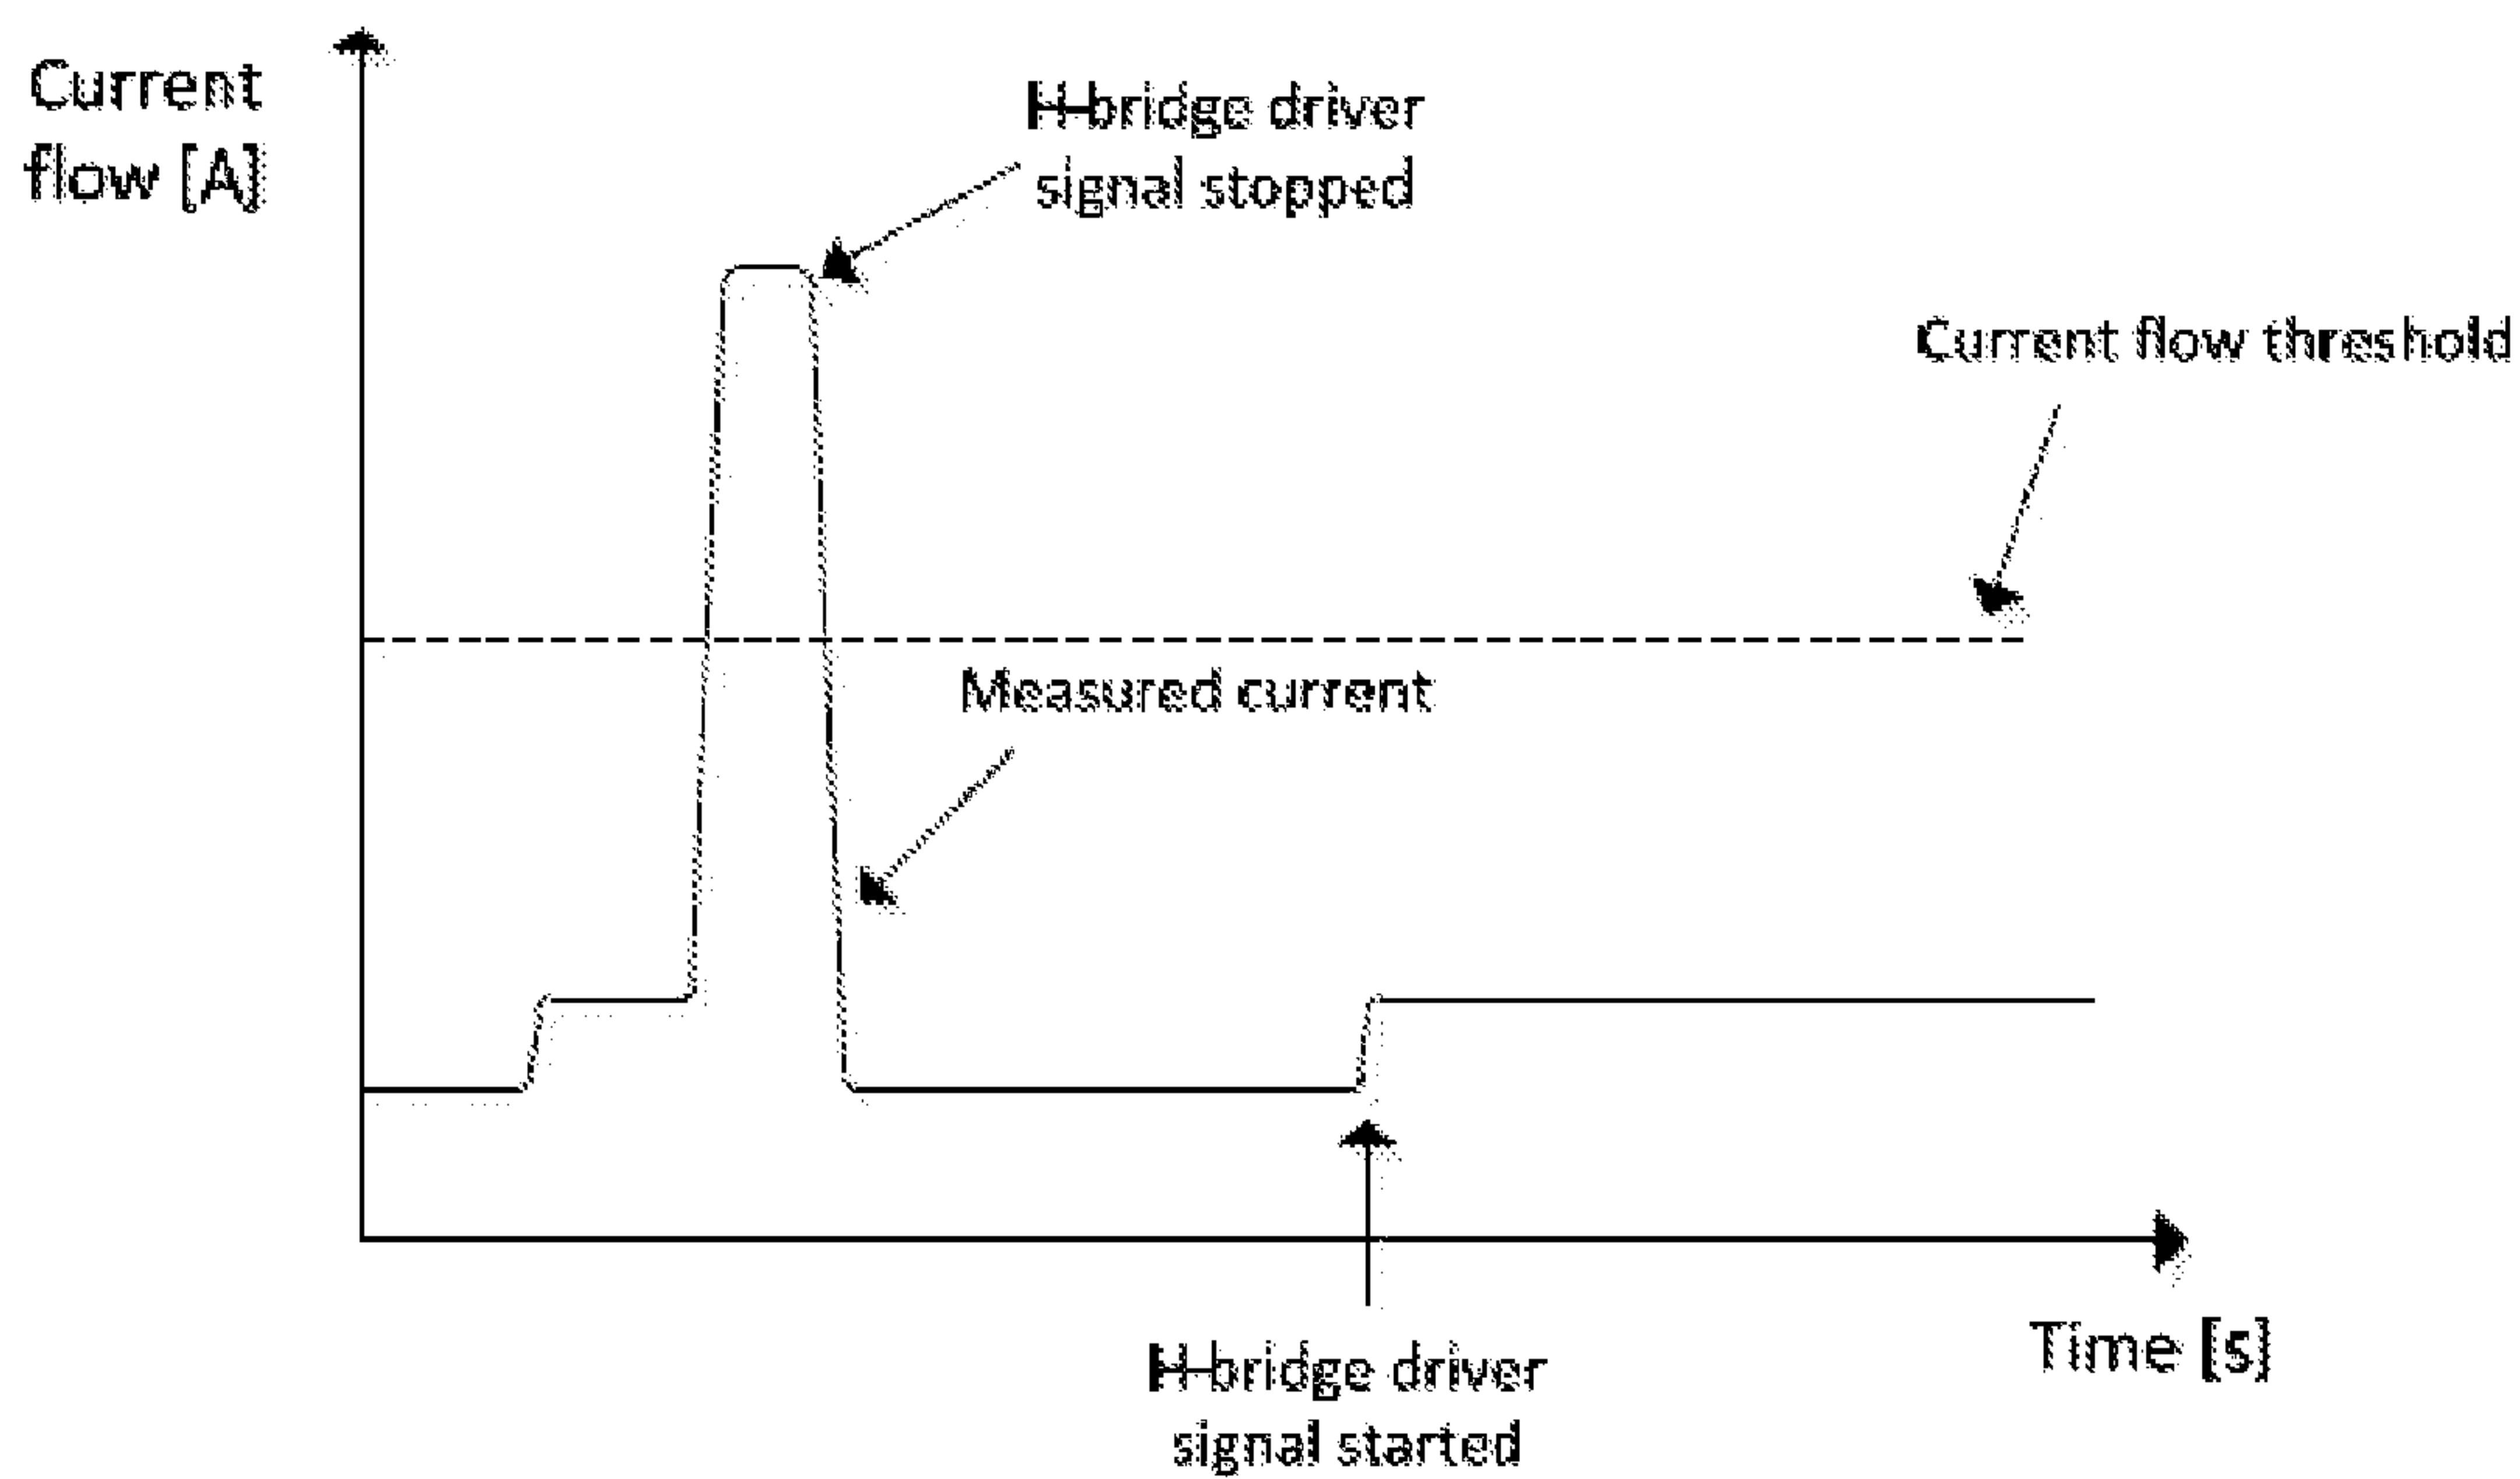 Current
flow [A]
H-bridge driver
signal stopped
Current flow threshold
Measured current
Time [s]
H-bridge driver
signal started